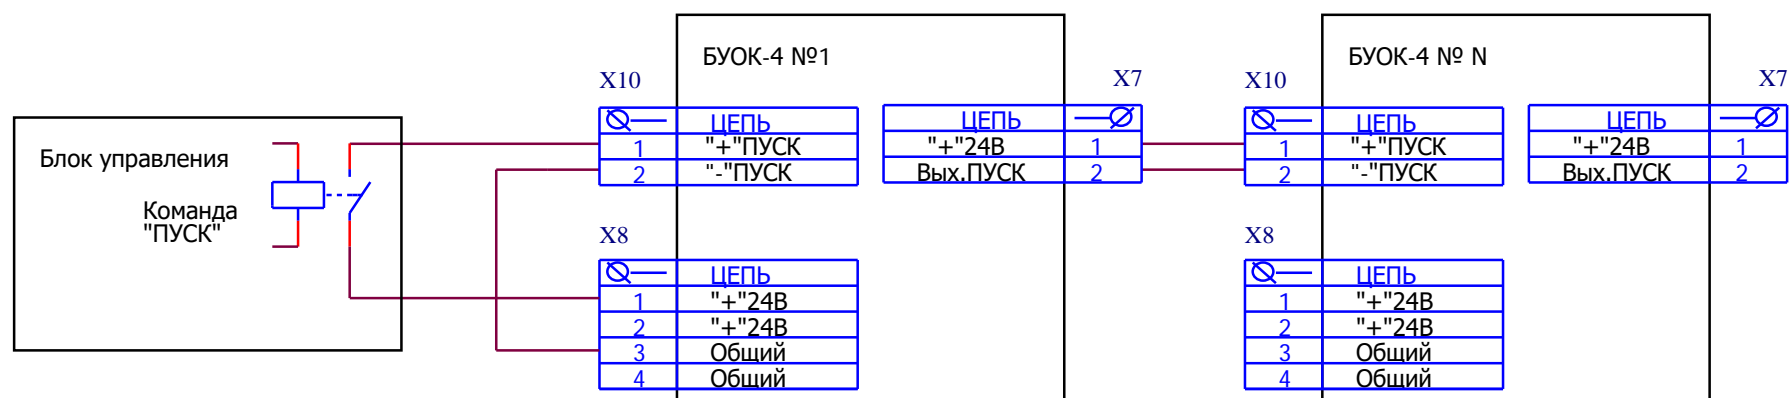 БУОК-4 №1
БУОК-4 № N
X10
X7
X10
X7
Блок управления
Команда
"ПУСК"
ЦЕПЬ
1 "+"ПУСК
2 "-"ПУСК
ЦЕПЬ
"+"24В 1
Вых.ПУСК 2
ЦЕПЬ
1 "+"ПУСК
2 "-"ПУСК
ЦЕПЬ
"+"24В 1
Вых.ПУСК 2
X8
ЦЕПЬ
1 "+"24В
2 "+"24В
3 Общий
4 Общий
X8
ЦЕПЬ
1 "+"24В
2 "+"24В
3 Общий
4 Общий